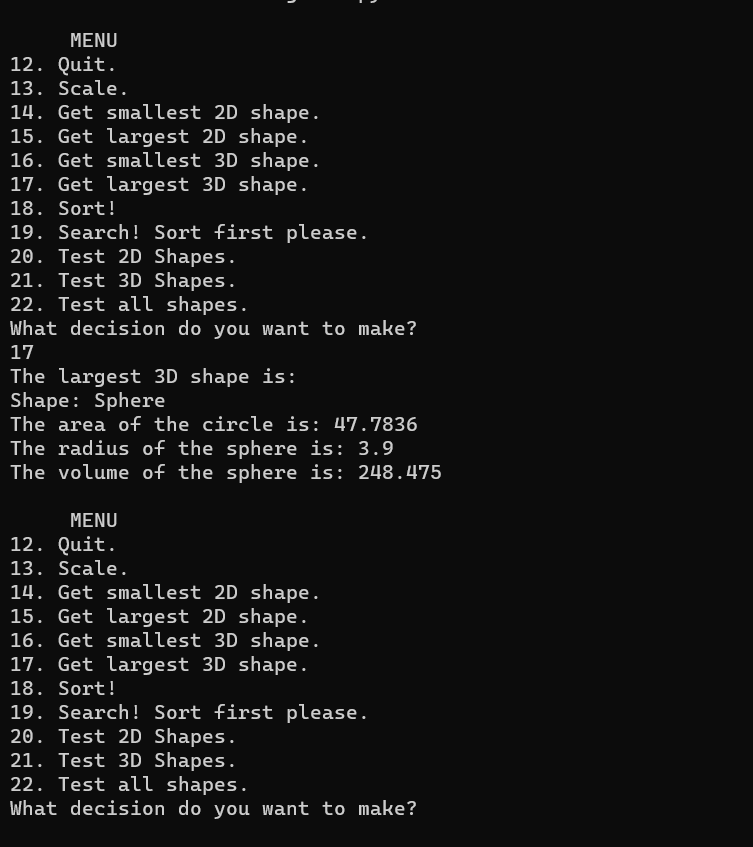 MENU
12. Quit.
13. Scale.
14. Get smallest 2D shape.
15. Get largest 2D shape.
16. Get smallest 3D shape.
17. Get largest 3D shape.
18. Sort!
19. Search! Sort first please.
20. Test 2D Shapes.
21. Test 3D Shapes.
22. Test all shapes.
What decision do you want to make?
17
The largest 3D shape is:
Shape: Sphere
The area of the circle is: 47.7836
The radius of the sphere is: 3.9
The volume of the sphere is: 248.475
MENU
12. Quit.
13. Scale.
14. Get smallest 2D shape.
15. Get largest 2D shape.
16. Get smallest 3D shape.
17. Get largest 3D shape.
18. Sort!
19. Search! Sort first please.
20. Test 2D Shapes.
21. Test 3D Shapes.
22. Test all shapes.
What decision do you want to make?